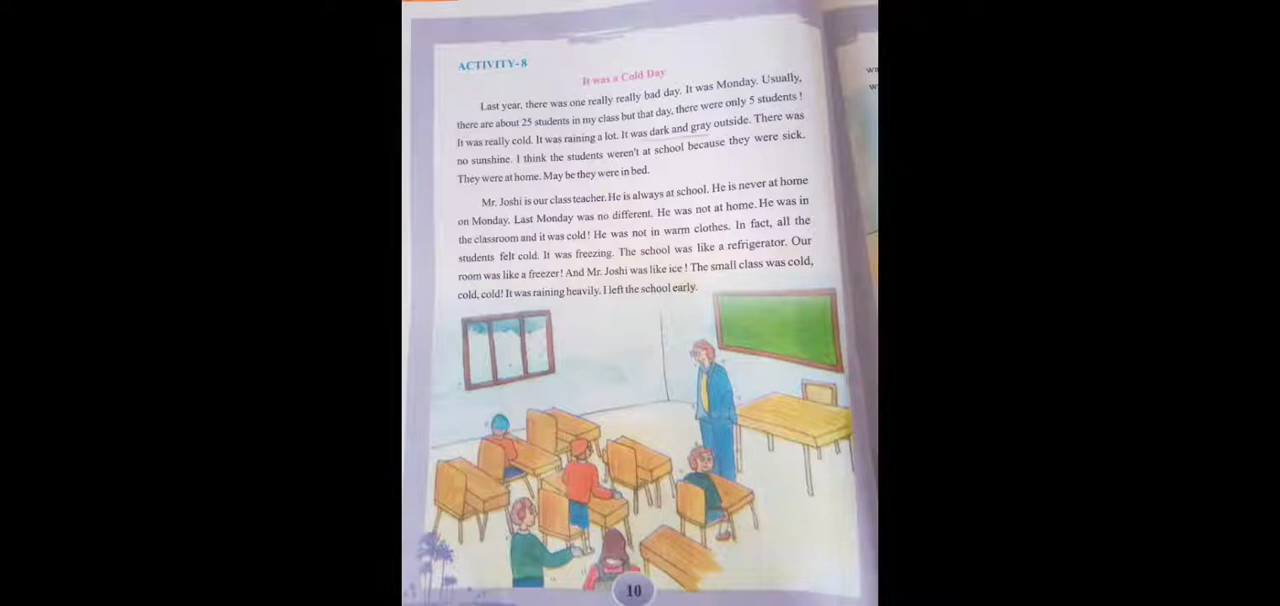 ACTIVITY-8
It was a Cold Day
Last year, there was one really really bad day. It was Monday. Usually,
there are about 25 students in my class but that day, there were only 5 students !
It was really cold. It was raining a lot. It was dark and gray outside. There was
no sunshine. I think the students weren't at school because they were sick.
They were at home. May be they were in bed.
Mr. Joshi is our class teacher. He is always at school. He is never at home
on Monday. Last Monday was no different. He was not at home. He was in
the classroom and it was cold! He was not in warm clothes. In fact, all the
students felt cold. It was freezing. The school was like a refrigerator. Our
room was like a freezer! And Mr. Joshi was like ice ! The small class was cold,
cold, cold! It was raining heavily. I left the school early.
10